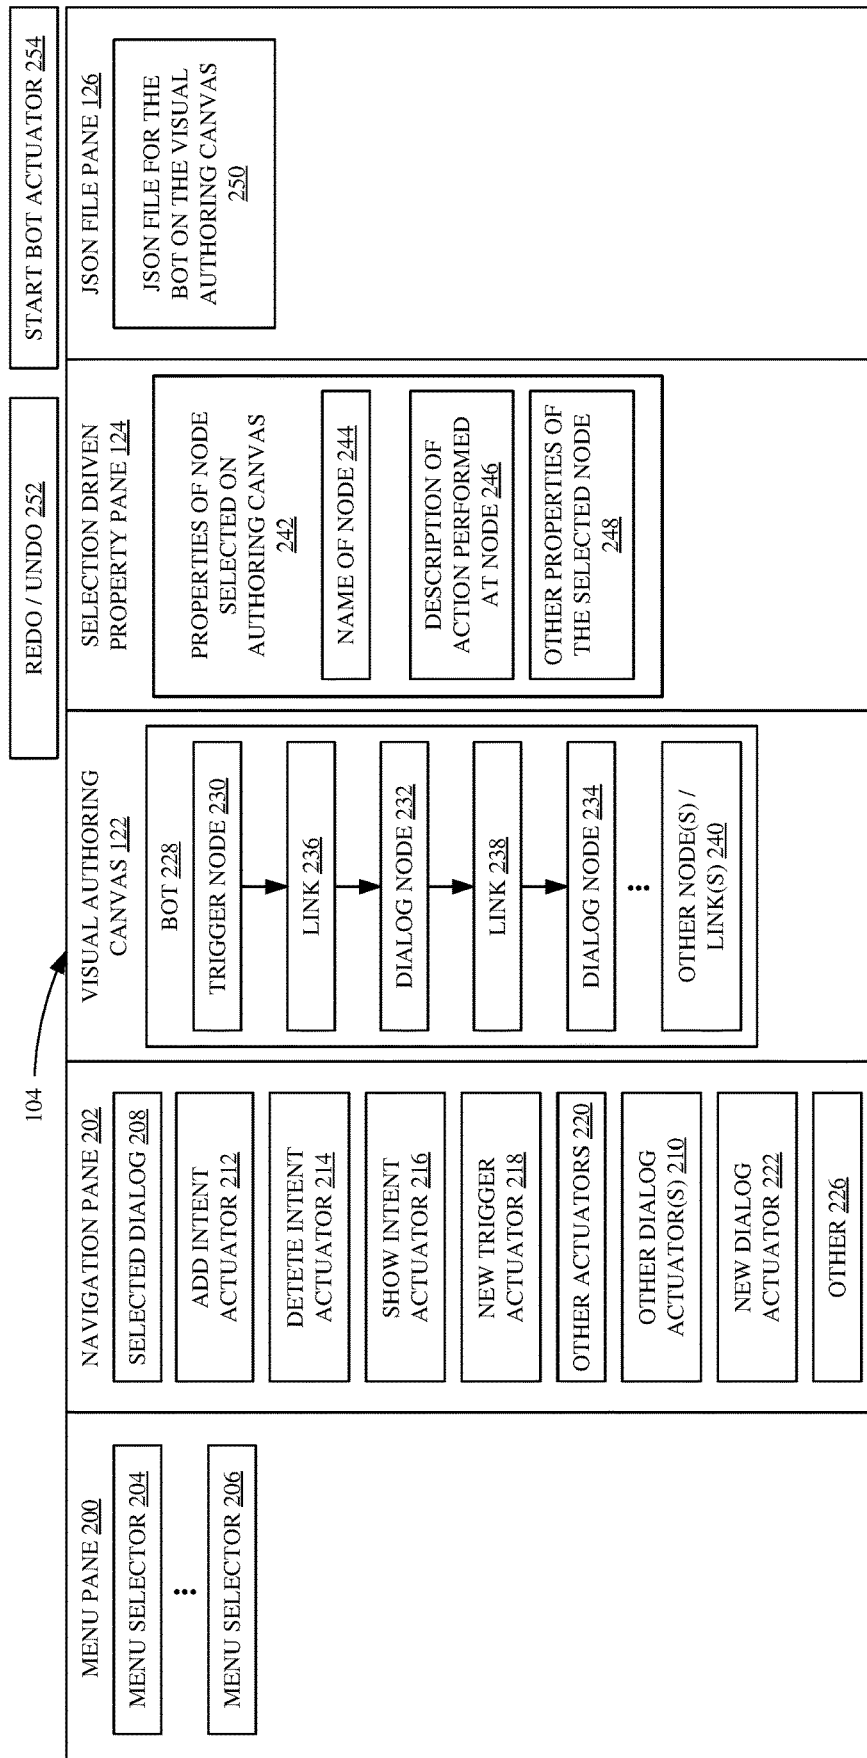 REDO / UNDO 252
START BOT ACTUATOR 254
104
MENU PANE 200
MENU SELECTOR 204
...
MENU SELECTOR 206
NAVIGATION PANE 202
SELECTED DIALOG 208
ADD INTENT
ACTUATOR 212
DETETE INTENT
ACTUATOR 214
SHOW INTENT
ACTUATOR 216
NEW TRIGGER
ACTUATOR 218
OTHER ACTUATORS 220
OTHER DIALOG
ACTUATOR(S) 210
NEW DIALOG
ACTUATOR 222
OTHER 226
VISUAL AUTHORING
CANVAS 122
BOT 228
TRIGGER NODE 230
LINK 236
DIALOG NODE 232
LINK 238
DIALOG NODE 234
...
OTHER NODE(S) /
LINK(S) 240
SELECTION DRIVEN
PROPERTY PANE 124
PROPERTIES OF NODE
SELECTED ON
AUTHORING CANVAS
242
NAME OF NODE 244
DESCRIPTION OF
ACTION PERFORMED
AT NODE 246
OTHER PROPERTIES OF
THE SELECTED NODE
248
JSON FILE PANE 126
JSON FILE FOR THE
BOT ON THE VISUAL
AUTHORING CANVAS
250